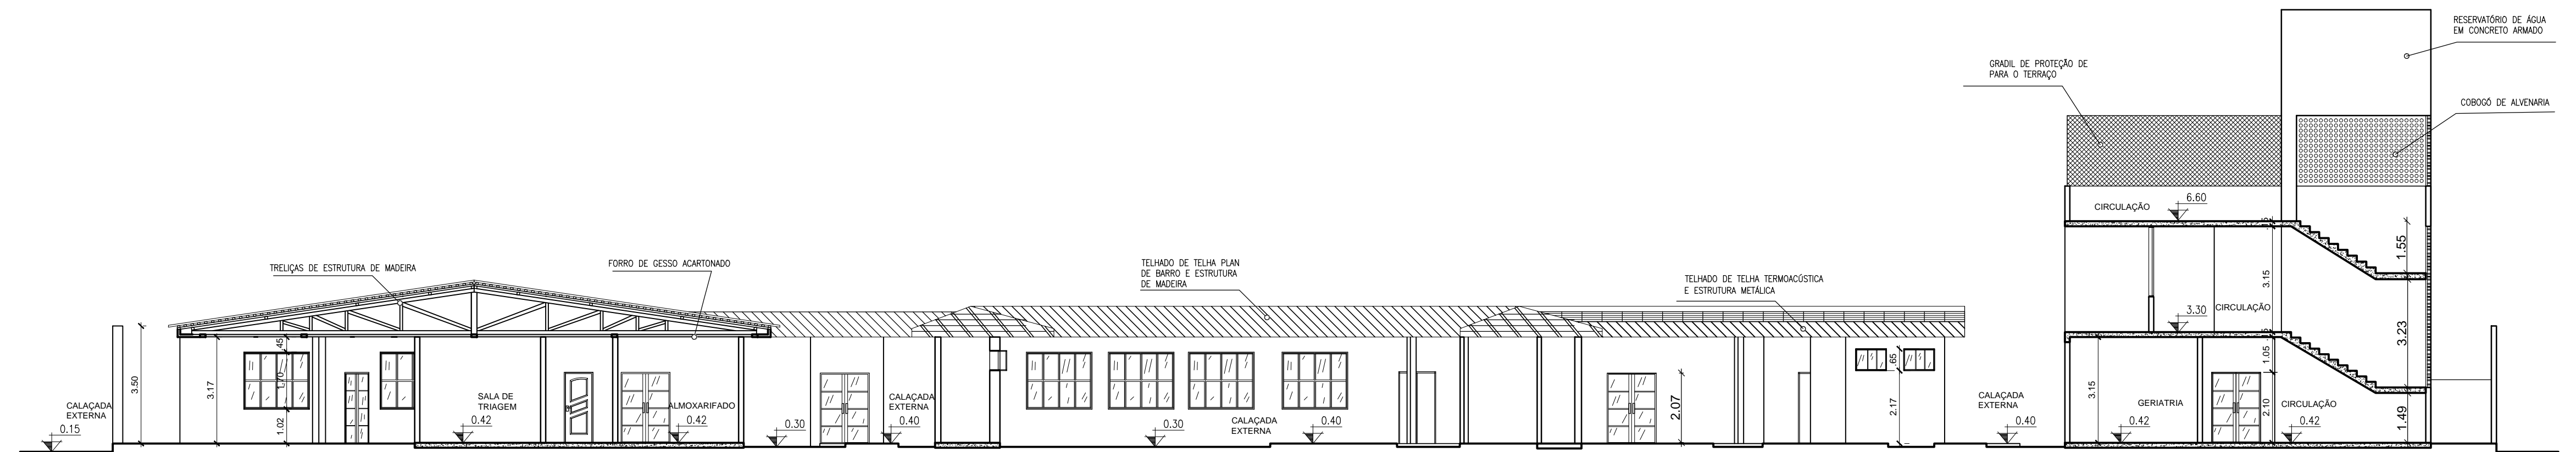 RESERVATÓRIO DE ÁGUA
EM CONCRETO ARMADO
GRADIL DE PROTEÇÃO DE
PARA O TERRAÇO
COBOGÓ DE ALVENARIA
CIRCULAÇÃO
6.60
.15
1.55
TRELIÇAS DE ESTRUTURA DE MADEIRA
FORRO DE GESSO ACARTONADO
TELHADO DE TELHA PLAN
DE BARRO E ESTRUTURA
DE MADEIRA
TELHADO DE TELHA TERMOACÚSTICA
E ESTRUTURA METÁLICA
3.15
CIRCULAÇÃO
3.30
.15
3.23
3.50
3.17
.45
1.70
1.02
.65
2.17
2.07
3.15
1.05
2.10
1.49
CALAÇADA
EXTERNA
0.15
SALA DE
TRIAGEM
0.42
ALMOXARIFADO
0.42
0.30
CALAÇADA
EXTERNA
0.40
0.30
CALAÇADA
EXTERNA
0.40
CALAÇADA
EXTERNA
0.40
GERIATRIA
0.42
CIRCULAÇÃO
0.42